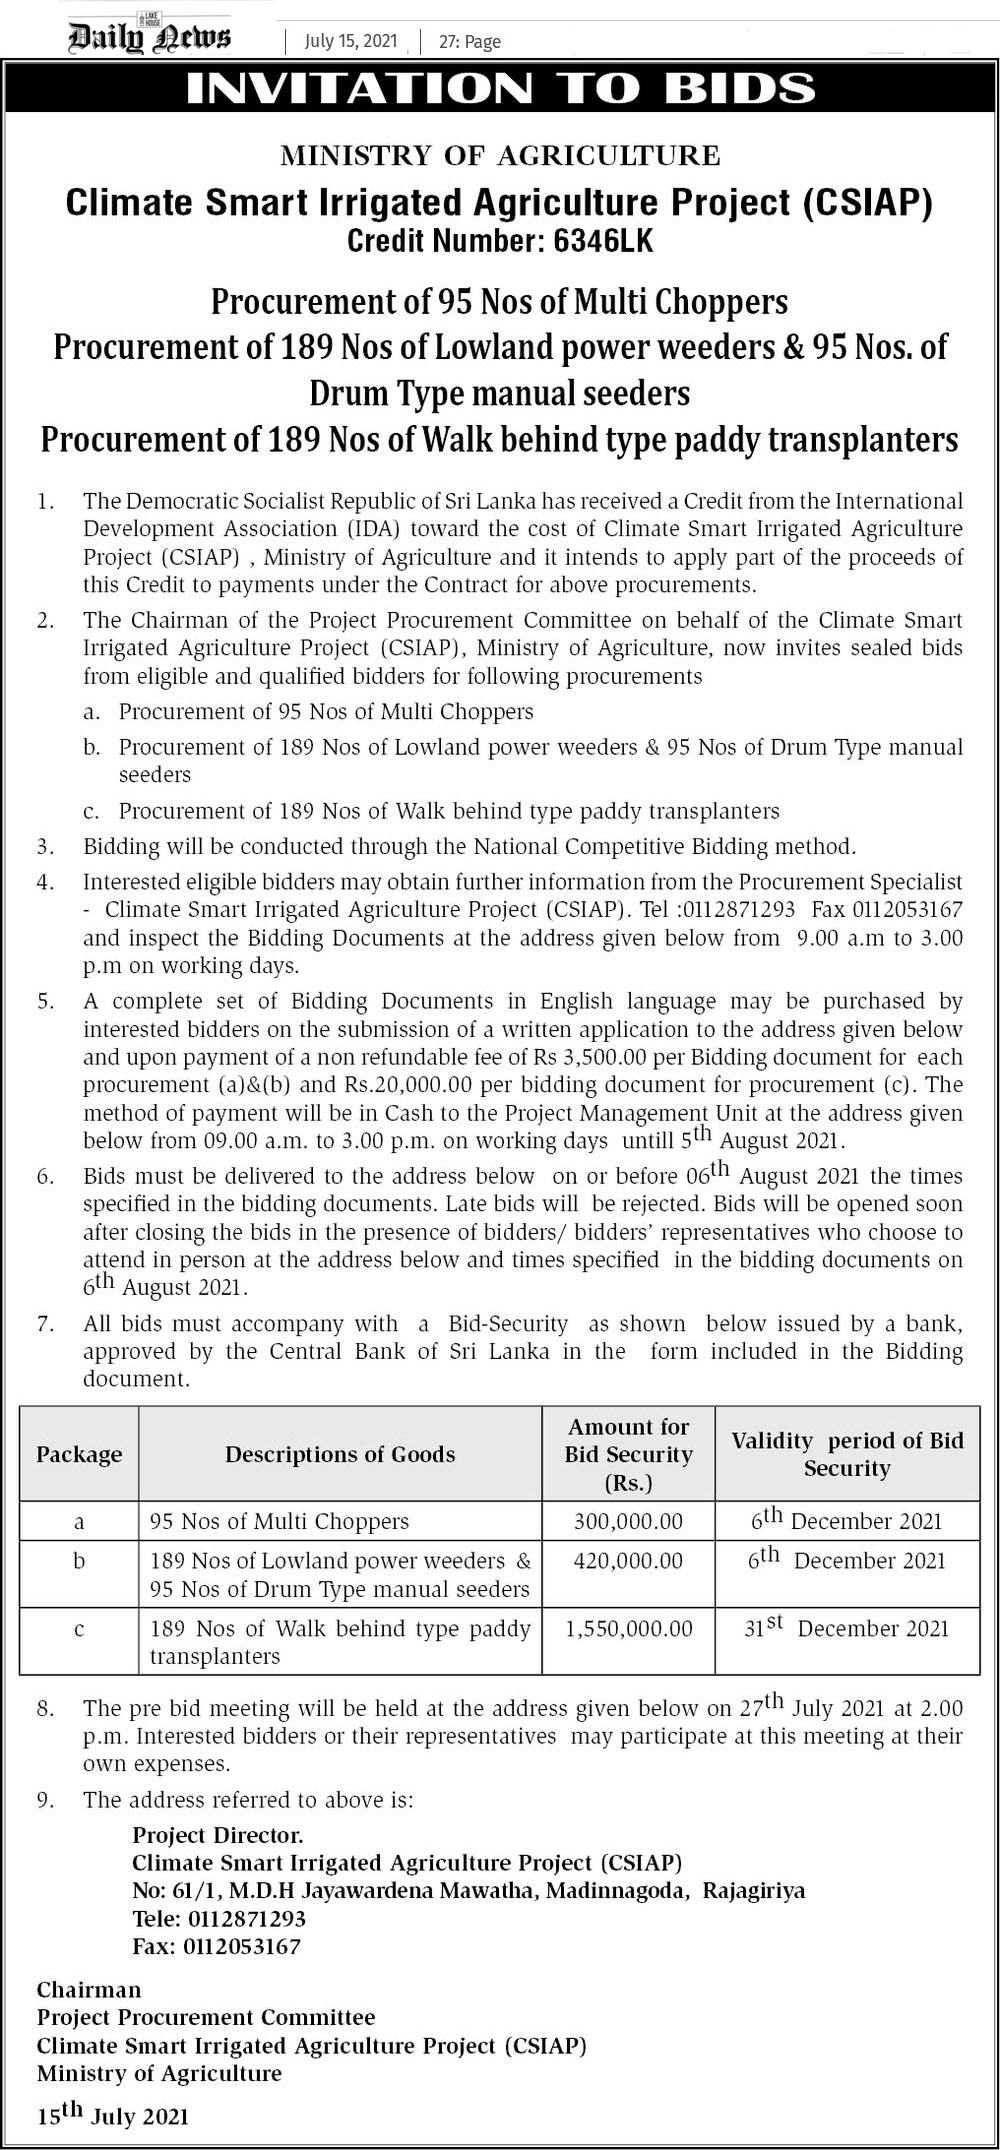 LAKE HOUSE
Daily News
July 15, 2021
27: Page
INVITATION TO BIDS
MINISTRY OF AGRICULTURE
Climate Smart Irrigated Agriculture Project (CSIAP)
Credit Number: 6346LK
Procurement of 95 Nos of Multi Choppers
Procurement of 189 Nos of Lowland power weeders & 95 Nos. of
Drum Type manual seeders
Procurement of 189 Nos of Walk behind type paddy transplanters
1. The Democratic Socialist Republic of Sri Lanka has received a Credit from the International
Development Association (IDA) toward the cost of Climate Smart Irrigated Agriculture
Project (CSIAP) , Ministry of Agriculture and it intends to apply part of the proceeds of
this Credit to payments under the Contract for above procurements.
2. The Chairman of the Project Procurement Committee on behalf of the Climate Smart
Irrigated Agriculture Project (CSIAP), Ministry of Agriculture, now invites sealed bids
from eligible and qualified bidders for following procurements
a. Procurement of 95 Nos of Multi Choppers
b. Procurement of 189 Nos of Lowland power weeders & 95 Nos of Drum Type manual
seeders
c. Procurement of 189 Nos of Walk behind type paddy transplanters
3. Bidding will be conducted through the National Competitive Bidding method.
4. Interested eligible bidders may obtain further information from the Procurement Specialist
- Climate Smart Irrigated Agriculture Project (CSIAP). Tel :0112871293 Fax 0112053167
and inspect the Bidding Documents at the address given below from 9.00 a.m to 3.00
p.m on working days.
5. A complete set of Bidding Documents in English language may be purchased by
interested bidders on the submission of a written application to the address given below
and upon payment of a non refundable fee of Rs 3,500.00 per Bidding document for each
procurement (a)&(b) and Rs.20,000.00 per bidding document for procurement (c). The
method of payment will be in Cash to the Project Management Unit at the address given
below from 09.00 a.m. to 3.00 p.m. on working days untill 5th August 2021.
6. Bids must be delivered to the address below on or before 06th August 2021 the times
specified in the bidding documents. Late bids will be rejected. Bids will be opened soon
after closing the bids in the presence of bidders/ bidders’ representatives who choose to
attend in person at the address below and times specified in the bidding documents on
6th August 2021.
7. All bids must accompany with a Bid-Security as shown below issued by a bank,
approved by the Central Bank of Sri Lanka in the form included in the Bidding
document.
Package | Descriptions of Goods | Amount for Bid Security (Rs.) | Validity period of Bid Security
a | 95 Nos of Multi Choppers | 300,000.00 | 6th December 2021
b | 189 Nos of Lowland power weeders & 95 Nos of Drum Type manual seeders | 420,000.00 | 6th December 2021
c | 189 Nos of Walk behind type paddy transplanters | 1,550,000.00 | 31st December 2021
8. The pre bid meeting will be held at the address given below on 27th July 2021 at 2.00
p.m. Interested bidders or their representatives may participate at this meeting at their
own expenses.
9. The address referred to above is:
Project Director.
Climate Smart Irrigated Agriculture Project (CSIAP)
No: 61/1, M.D.H Jayawardena Mawatha, Madinnagoda, Rajagiriya
Tele: 0112871293
Fax: 0112053167
Chairman
Project Procurement Committee
Climate Smart Irrigated Agriculture Project (CSIAP)
Ministry of Agriculture
15th July 2021